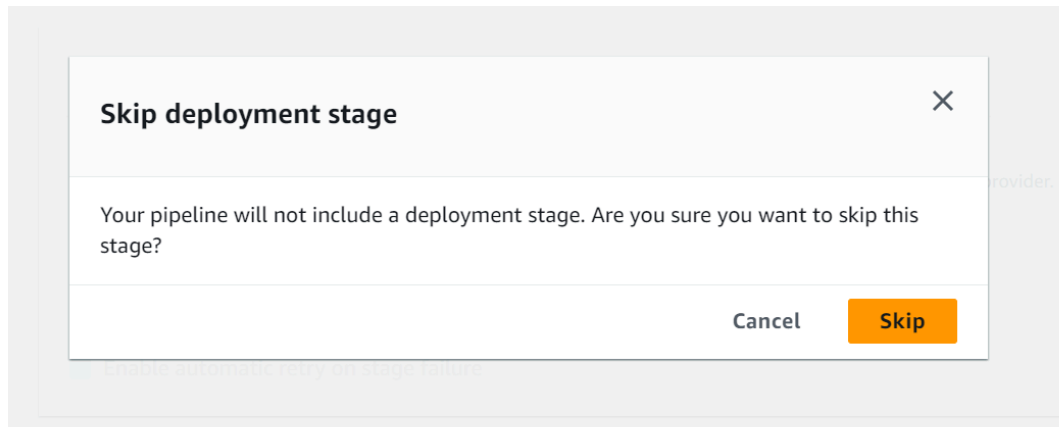 Skip deployment stage
provider.
Your pipeline will not include a deployment stage. Are you sure you want to skip this
stage?
Cancel
Skip
Enable automatic retry on stage failure